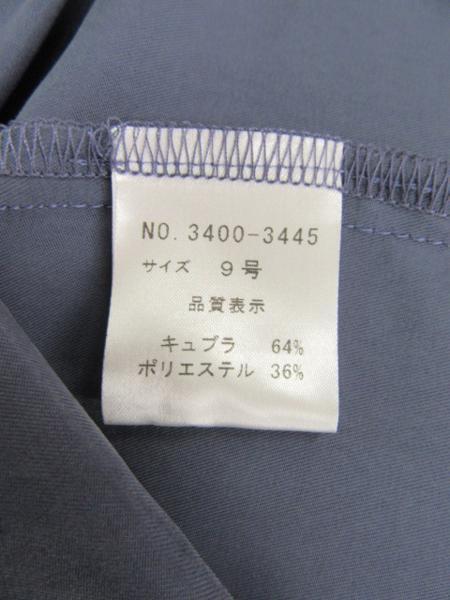 NO. 3400-3445
サイズ 9号
品質表示
キュプラ 64%
ポリエステル 36%